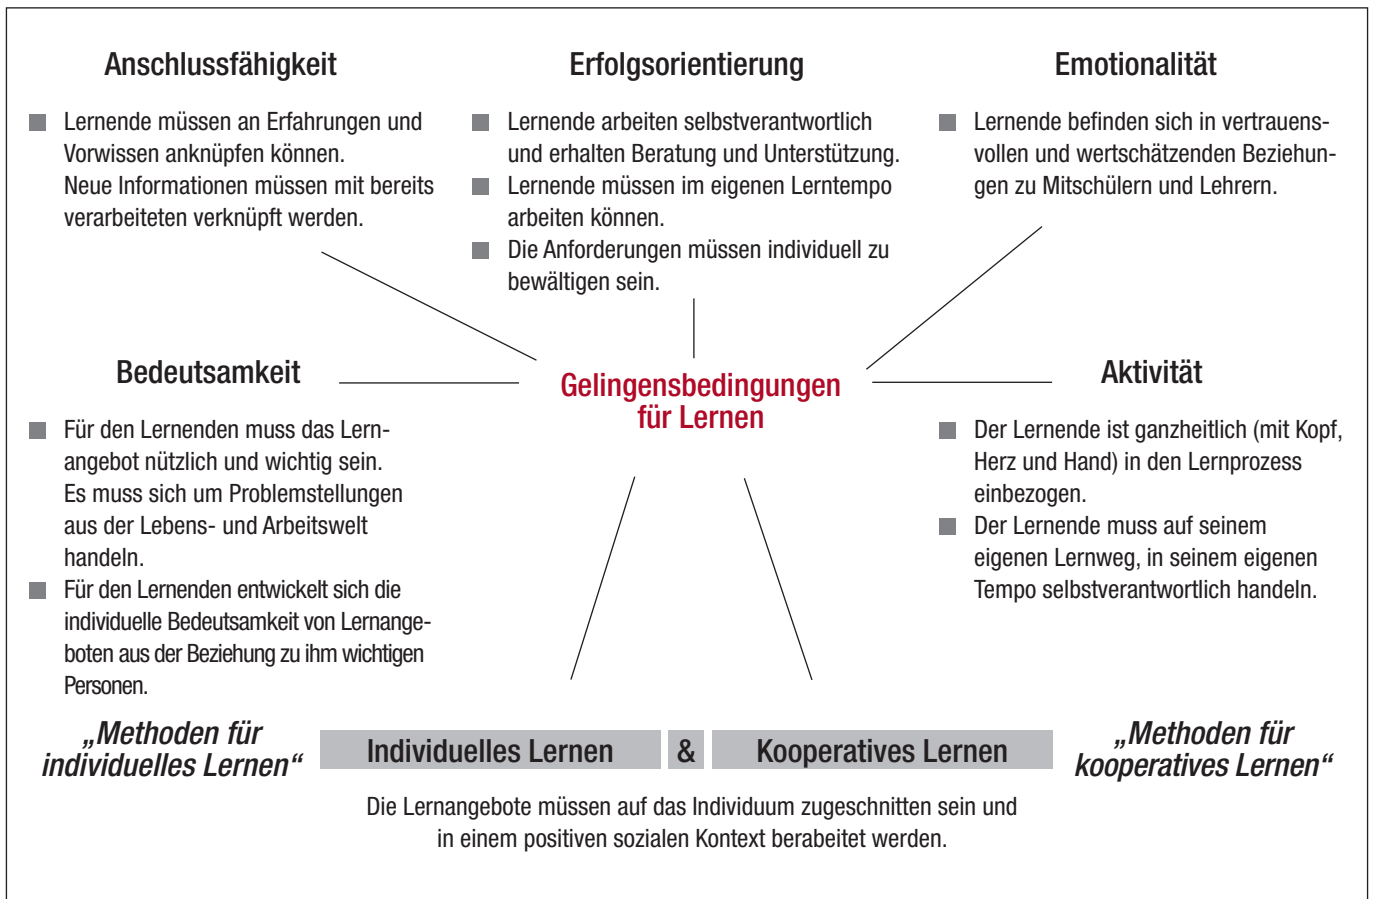 Anschlussfähigkeit
Lernende müssen an Erfahrungen und
Vorwissen anknüpfen können.
Neue Informationen müssen mit bereits
verarbeiteten verknüpft werden.
Erfolgsorientierung
Lernende arbeiten selbstverantwortlich
und erhalten Beratung und Unterstützung.
Lernende müssen im eigenen Lerntempo
arbeiten können.
Die Anforderungen müssen individuell zu
bewältigen sein.
Emotionalität
Lernende befinden sich in vertrauens-
vollen und wertschätzenden Beziehun-
gen zu Mitschülern und Lehrern.
Bedeutsamkeit
Für den Lernenden muss das Lern-
angebot nützlich und wichtig sein.
Es muss sich um Problemstellungen
aus der Lebens- und Arbeitswelt
handeln.
Für den Lernenden entwickelt sich die
individuelle Bedeutsamkeit von Lernange-
boten aus der Beziehung zu ihm wichtigen
Personen.
Gelingensbedingungen
für Lernen
Aktivität
Der Lernende ist ganzheitlich (mit Kopf,
Herz und Hand) in den Lernprozess
einbezogen.
Der Lernende muss auf seinem
eigenen Lernweg, in seinem eigenen
Tempo selbstverantwortlich handeln.
„Methoden für
individuelles Lernen“
Individuelles Lernen & Kooperatives Lernen
„Methoden für
kooperatives Lernen“
Die Lernangebote müssen auf das Individuum zugeschnitten sein und
in einem positiven sozialen Kontext berabeitet werden.